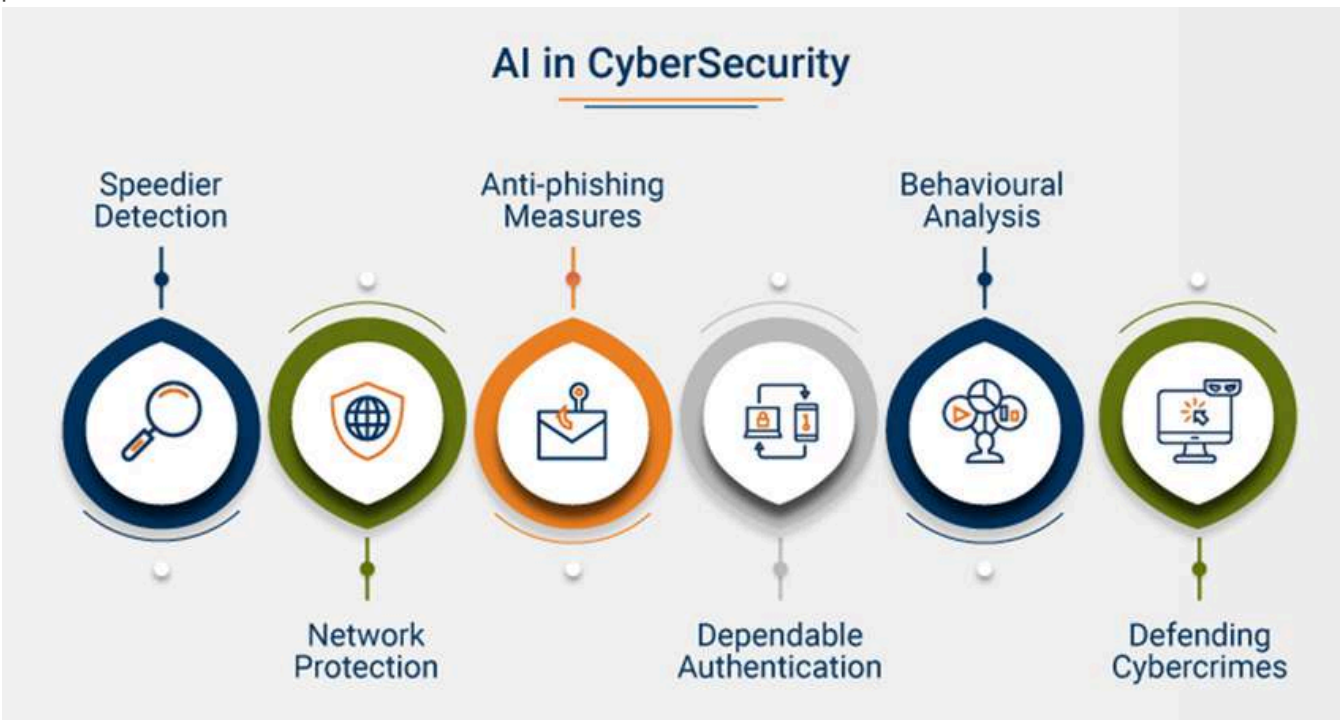 AI in CyberSecurity
Speedier
Detection
Anti-phishing
Measures
Behavioural
Analysis
Network
Protection
Dependable
Authentication
Defending
Cybercrimes